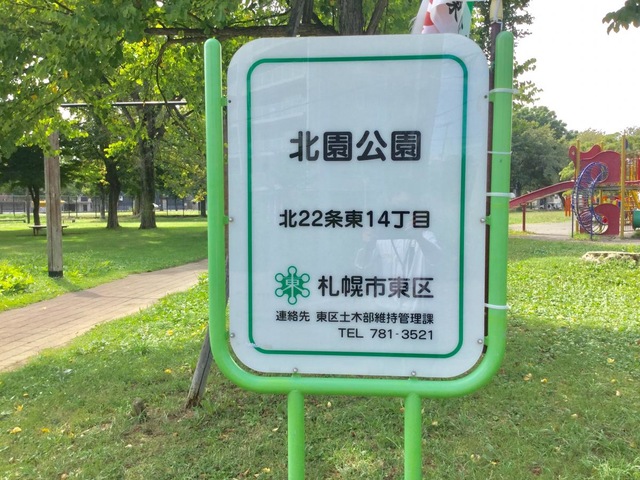 北園公園
北22条東14丁目
東 札幌市東区
連絡先 東区土木部維持管理課
TEL 781-3521